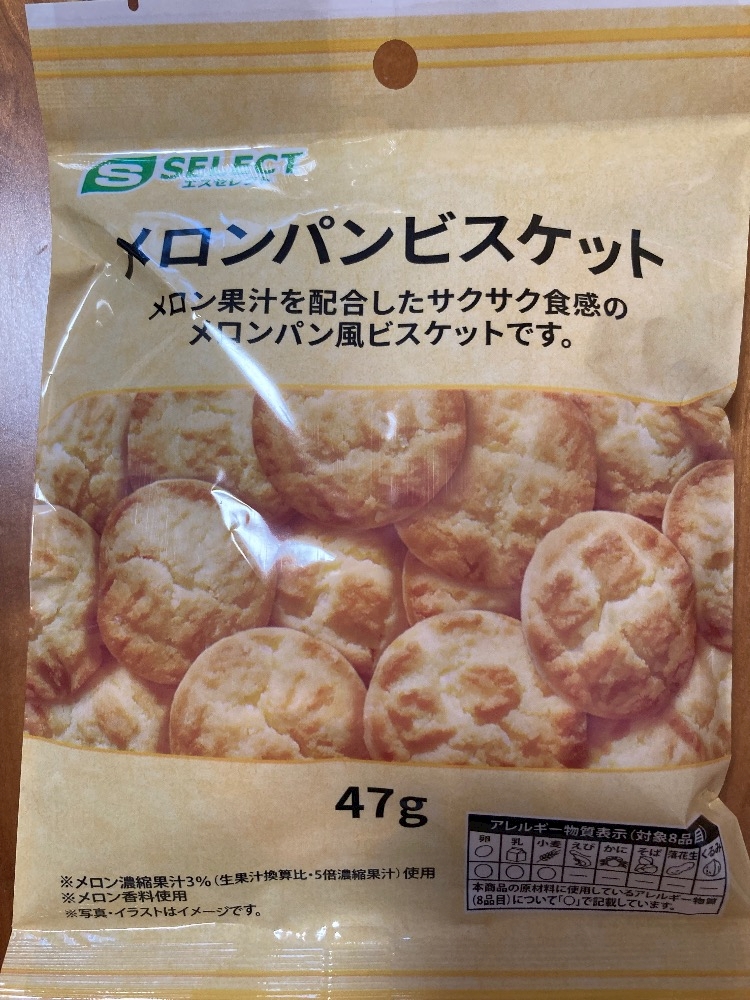 S SELECT
エスセレクト
メロンパンビスケット
メロン果汁を配合したサクサク食感の
メロンパン風ビスケットです。
47g
アレルギー物質表示(対象8品目)
卵 乳 小麦 えび かに そば 落花生 くるみ
○ ○ ○ － － － － －
本商品の原材料に使用しているアレルギー物質
(8品目)について「○」で記載しています。
※メロン濃縮果汁3%(生果汁換算比・5倍濃縮果汁)使用
※メロン香料使用
※写真・イラストはイメージです。